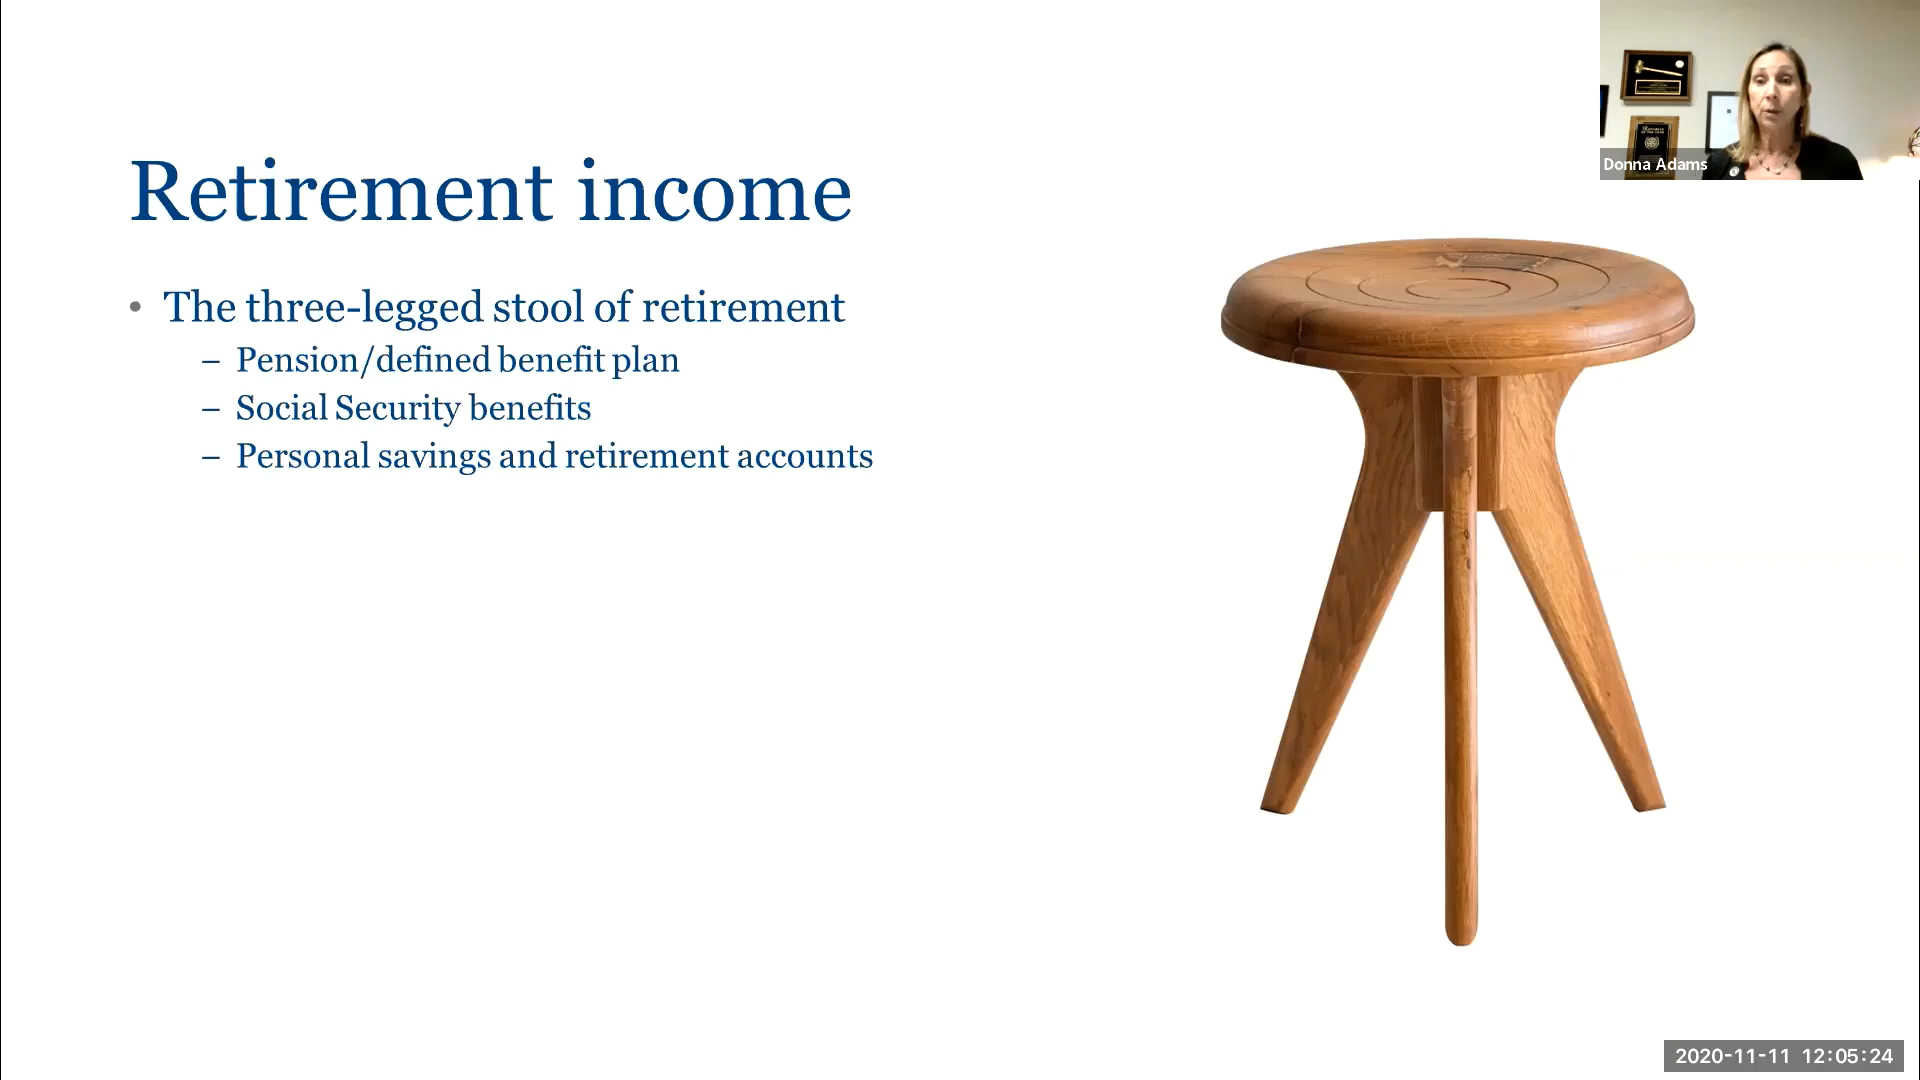 Retirement income
• The three-legged stool of retirement
– Pension/defined benefit plan
– Social Security benefits
– Personal savings and retirement accounts
Donna Adams
2020-11-11 12:05:24